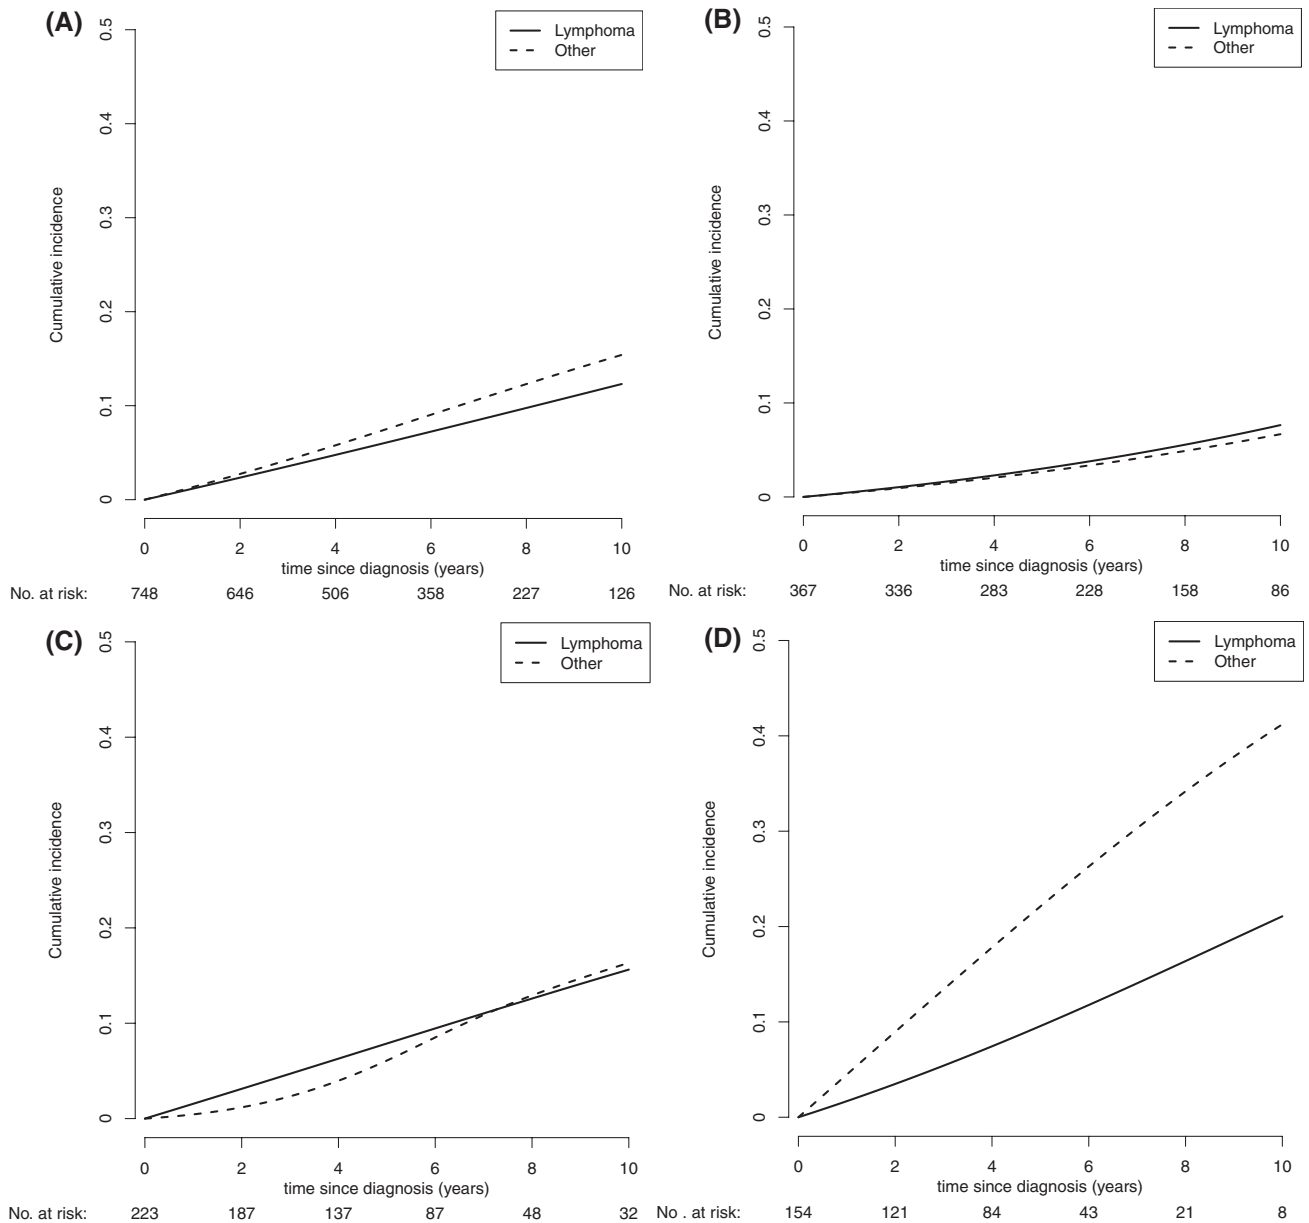 (A)
Lymphoma
Other
Cumulative incidence
0.5
0.4
0.3
0.2
0.1
0
0 2 4 6 8 10
time since diagnosis (years)
No. at risk: 748 646 506 358 227 126
(B)
Lymphoma
Other
Cumulative incidence
0.5
0.4
0.3
0.2
0.1
0
0 2 4 6 8 10
time since diagnosis (years)
No. at risk: 367 336 283 228 158 86
(C)
Lymphoma
Other
Cumulative incidence
0.5
0.4
0.3
0.2
0.1
0
0 2 4 6 8 10
time since diagnosis (years)
No. at risk: 223 187 137 87 48 32
(D)
Lymphoma
Other
Cumulative incidence
0.5
0.4
0.3
0.2
0.1
0
0 2 4 6 8 10
time since diagnosis (years)
No . at risk: 154 121 84 43 21 8